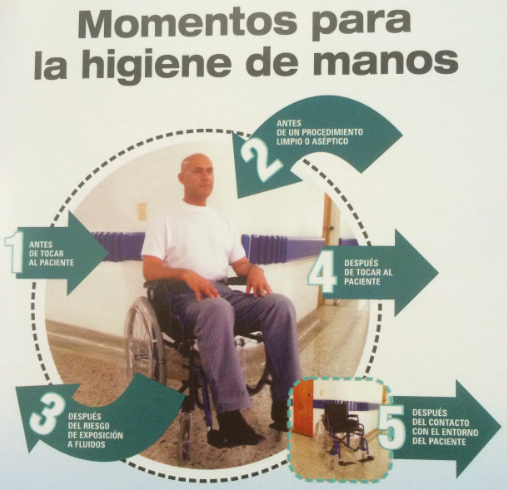 Momentos para
la higiene de manos
1
ANTES
DE TOCAR
AL PACIENTE
2
ANTES
DE UN PROCEDIMIENTO
LIMPIO O ASÉPTICO
3
DESPUÉS
DEL RIESGO
DE EXPOSICIÓN
A FLUIDOS
4
DESPUÉS
DE TOCAR AL
PACIENTE
5
DESPUÉS
DEL CONTACTO
CON EL ENTORNO
DEL PACIENTE